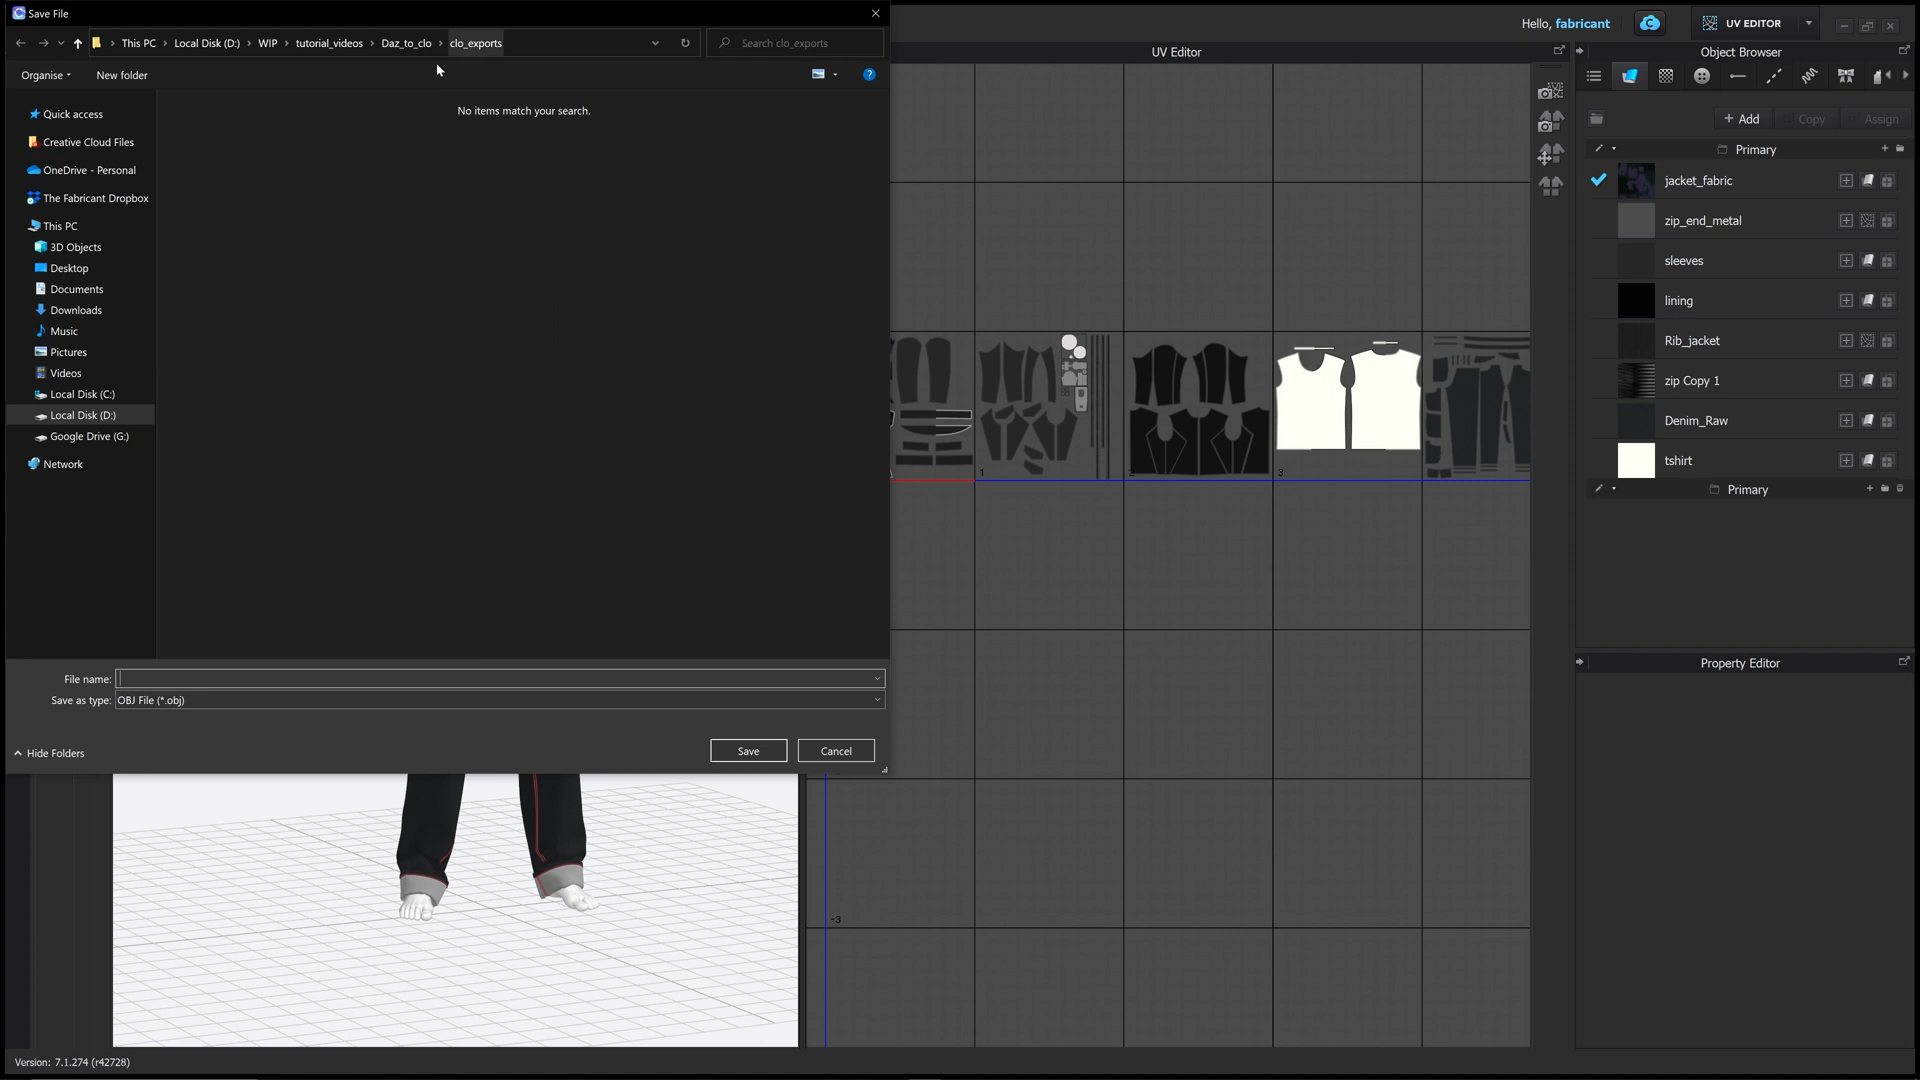 Save File
This PC
Local Disk (D:)
WIP
tutorial_videos
Daz_to_clo
clo_exports
Search clo_exports
Organise
New folder
No items match your search.
Quick access
Creative Cloud Files
OneDrive - Personal
The Fabricant Dropbox
This PC
3D Objects
Desktop
Documents
Downloads
Music
Pictures
Videos
Local Disk (C:)
Local Disk (D:)
Google Drive (G:)
Network
File name:
Save as type: OBJ File (*.obj)
Hide Folders
Save
Cancel
Version: 7.1.274 (r42728)
Hello, fabricant
UV EDITOR
UV Editor
1
2
3
-3
Object Browser
+ Add
Copy
Assign
Primary
jacket_fabric
zip_end_metal
sleeves
lining
Rib_jacket
zip Copy 1
Denim_Raw
tshirt
Primary
Property Editor